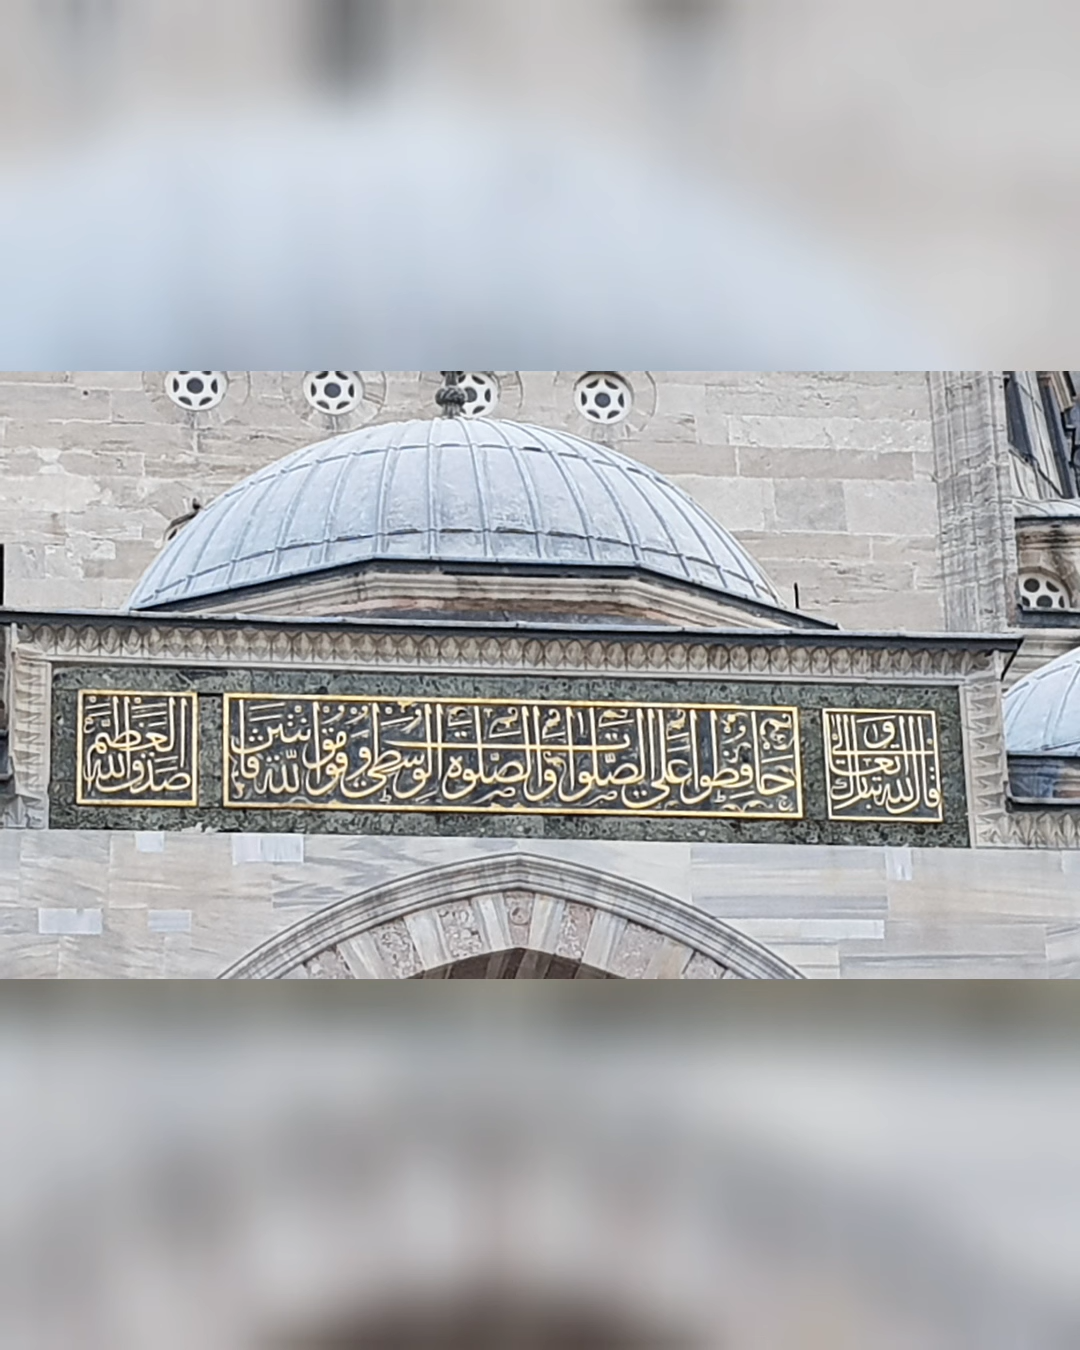 قال الله تبارك وتعالى
حافظوا على الصلوات والصلوة الوسطى وقوموا لله قانتين
صدق الله العظيم